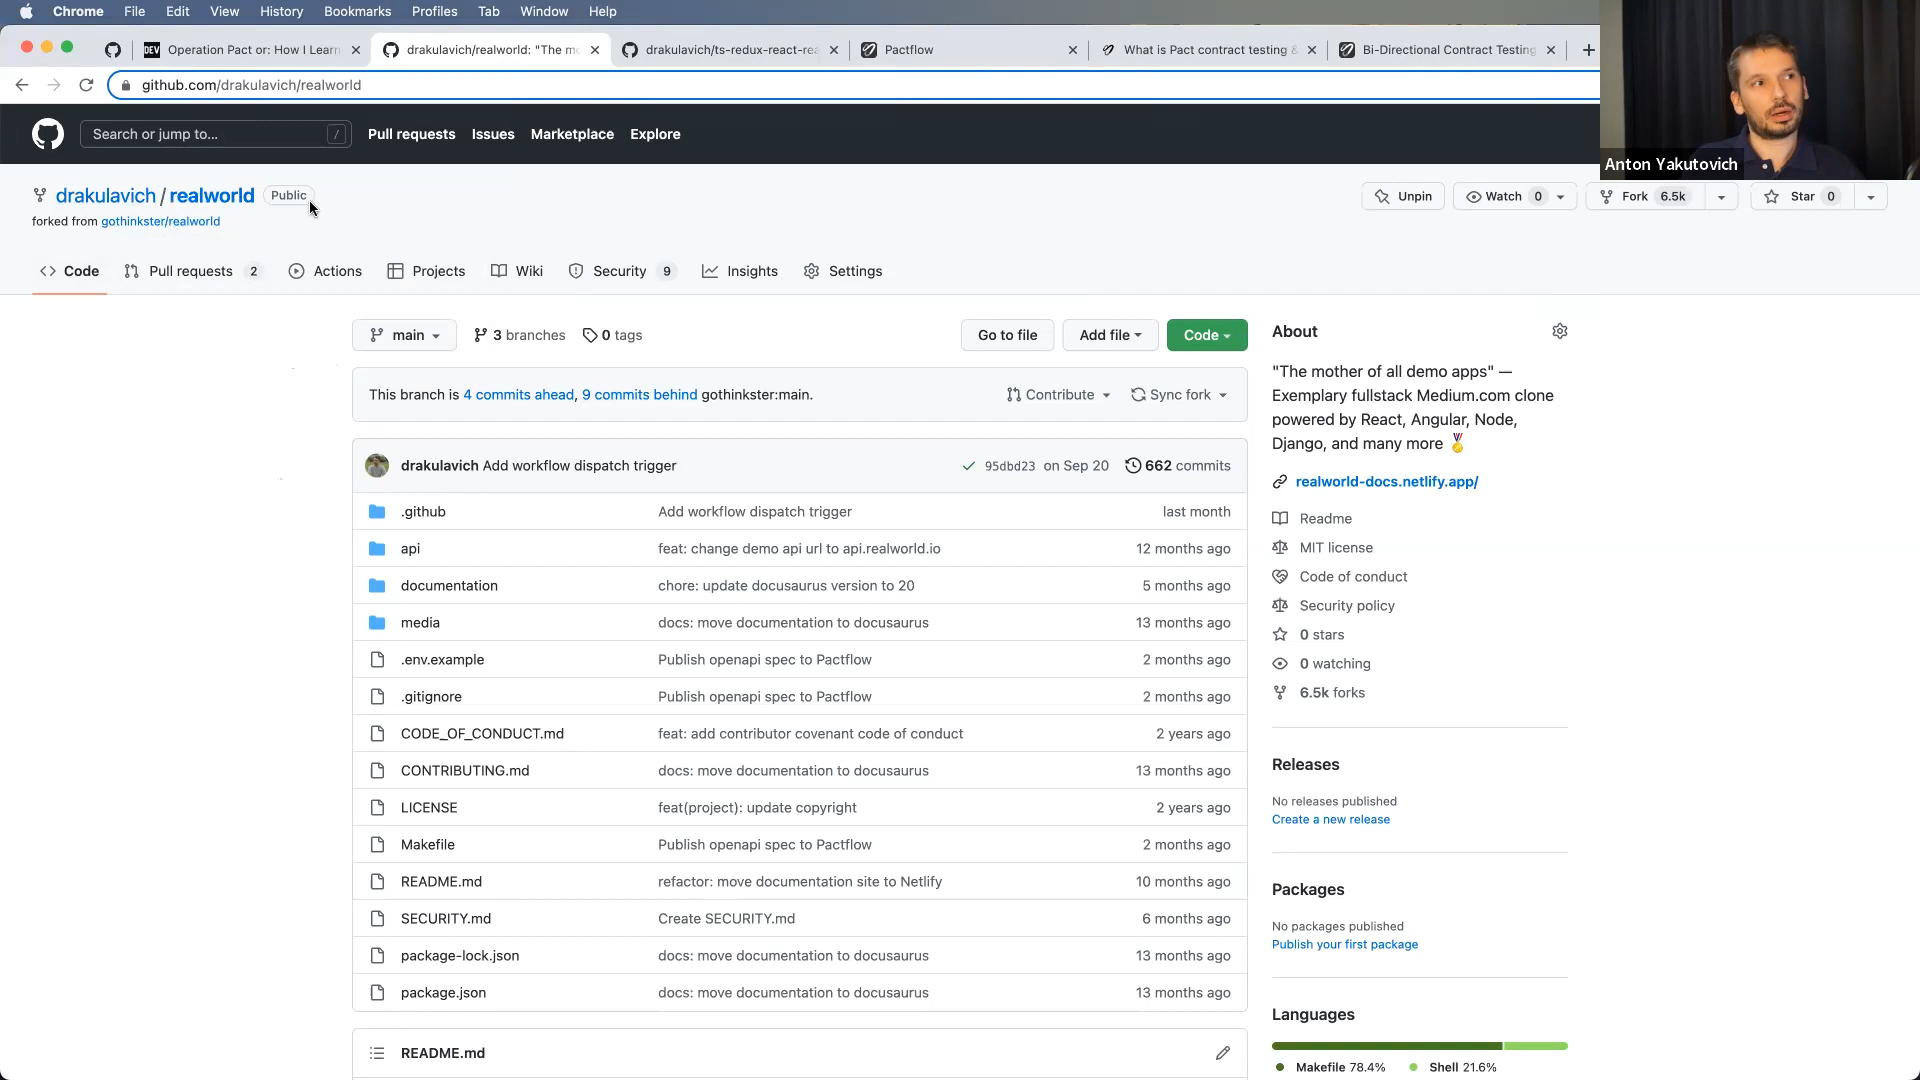 Chrome File Edit View History Bookmarks Profiles Tab Window Help
DEV Operation Pact or: How I Learn
drakulavich/realworld: "The mo
drakulavich/ts-redux-react-rea
Pactflow
What is Pact contract testing &
Bi-Directional Contract Testing
github.com/drakulavich/realworld
Search or jump to... /
Pull requests Issues Marketplace Explore
Anton Yakutovich
drakulavich / realworld Public
Unpin Watch 0 Fork 6.5k Star 0
forked from gothinkster/realworld
Code Pull requests 2 Actions Projects Wiki Security 9 Insights Settings
main 3 branches 0 tags Go to file Add file Code
This branch is 4 commits ahead, 9 commits behind gothinkster:main. Contribute Sync fork
drakulavich Add workflow dispatch trigger 95dbd23 on Sep 20 662 commits
.github Add workflow dispatch trigger last month
api feat: change demo api url to api.realworld.io 12 months ago
documentation chore: update docusaurus version to 20 5 months ago
media docs: move documentation to docusaurus 13 months ago
.env.example Publish openapi spec to Pactflow 2 months ago
.gitignore Publish openapi spec to Pactflow 2 months ago
CODE_OF_CONDUCT.md feat: add contributor covenant code of conduct 2 years ago
CONTRIBUTING.md docs: move documentation to docusaurus 13 months ago
LICENSE feat(project): update copyright 2 years ago
Makefile Publish openapi spec to Pactflow 2 months ago
README.md refactor: move documentation site to Netlify 10 months ago
SECURITY.md Create SECURITY.md 6 months ago
package-lock.json docs: move documentation to docusaurus 13 months ago
package.json docs: move documentation to docusaurus 13 months ago
README.md
About
"The mother of all demo apps" —
Exemplary fullstack Medium.com clone
powered by React, Angular, Node,
Django, and many more 🏅
realworld-docs.netlify.app/
Readme
MIT license
Code of conduct
Security policy
0 stars
0 watching
6.5k forks
Releases
No releases published
Create a new release
Packages
No packages published
Publish your first package
Languages
Makefile 78.4% Shell 21.6%